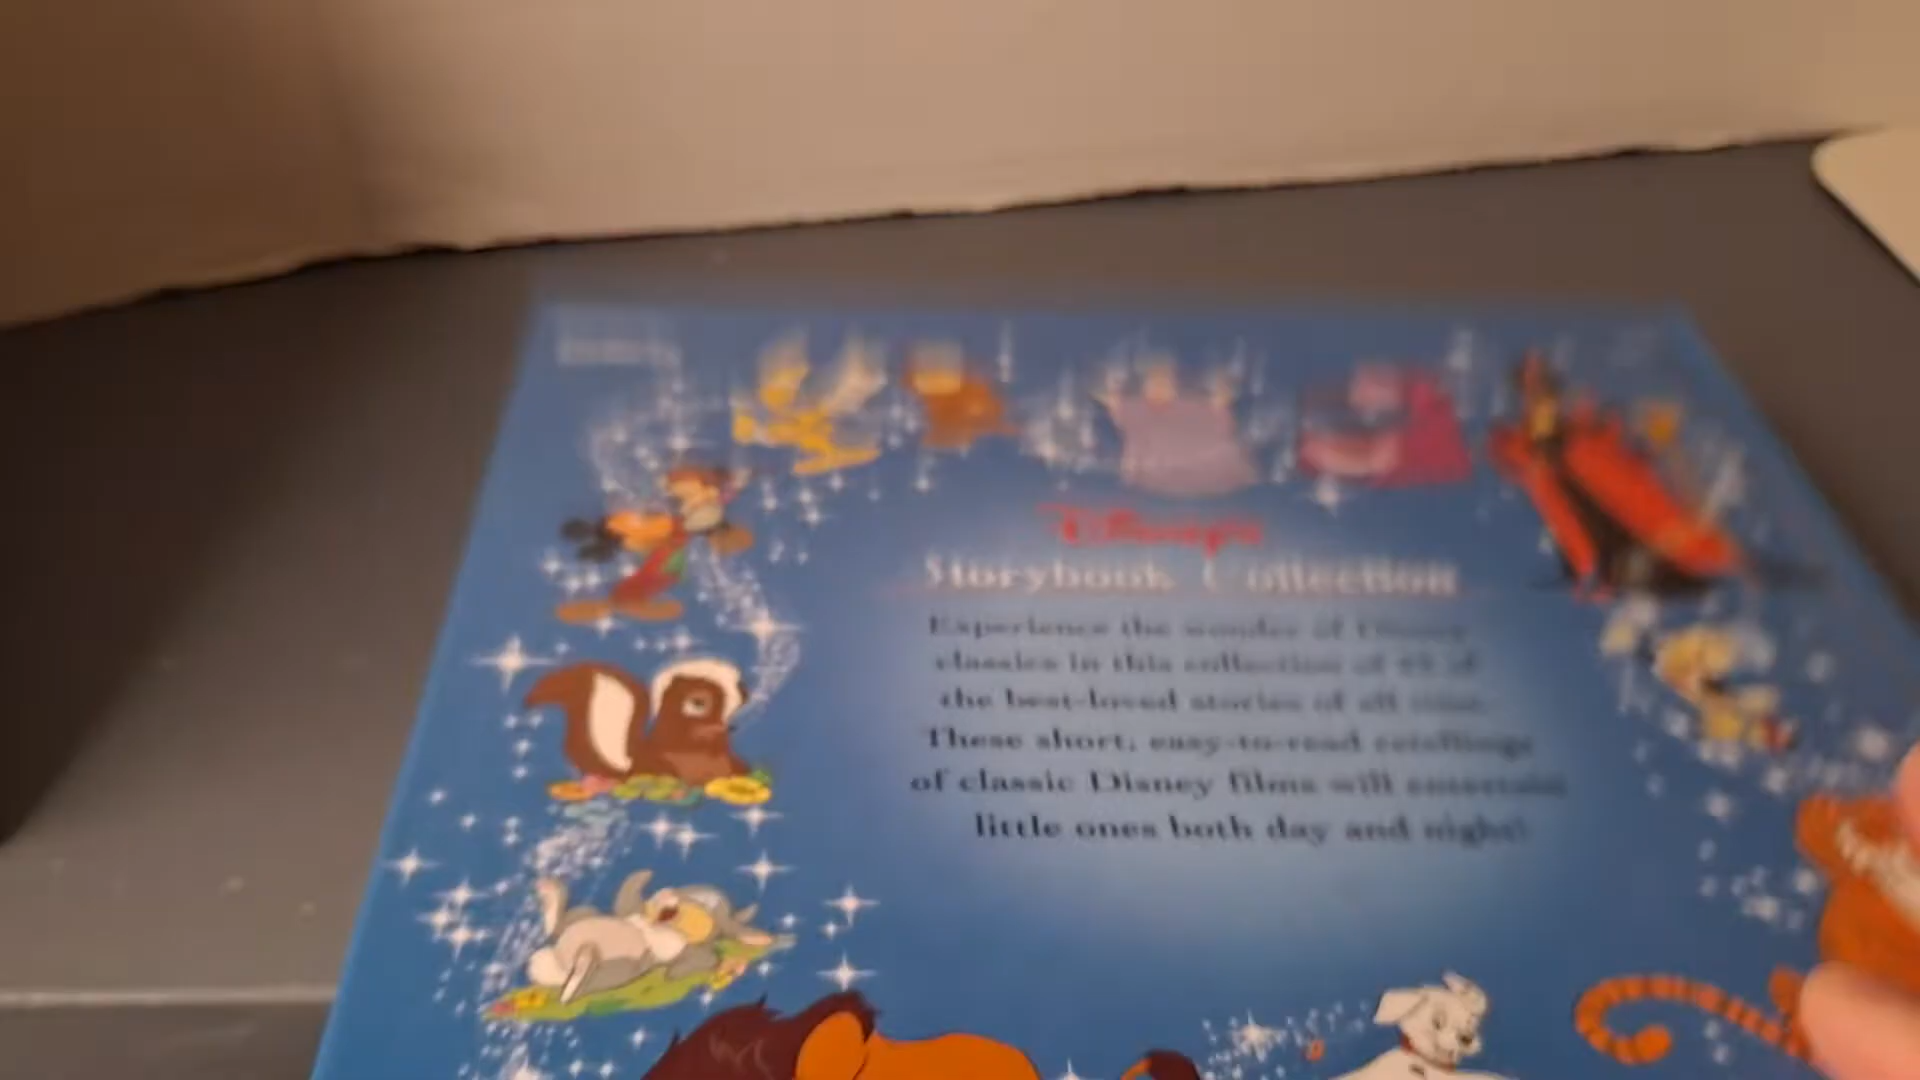 Disney's
Storybook Collection
Experience the wonder of Disney
classics in this collection of
the best-loved stories of all time.
These short, easy-to-read retellings
of classic Disney films will entertain
little ones both day and night!